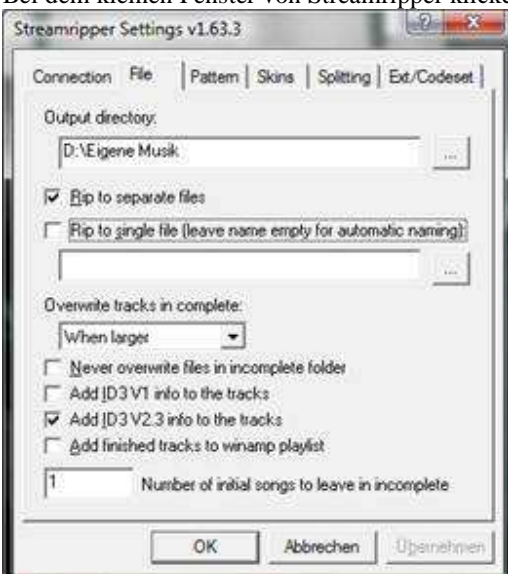 Bei dem kleinen Fenster von Streamripper klicke
Streamripper Settings v1.63.3
Connection File Pattern Skins Splitting Ext/Codeset
Output directory:
D:\Eigene Musik
...
Rip to separate files
Rip to single file (leave name empty for automatic naming):
...
Overwrite tracks in complete:
When larger
Never overwrite files in incomplete folder
Add ID3V1 info to the tracks
Add ID3V2.3 info to the tracks
Add finished tracks to winamp playlist
1 Number of initial songs to leave in incomplete
OK Abbrechen Übernehmen